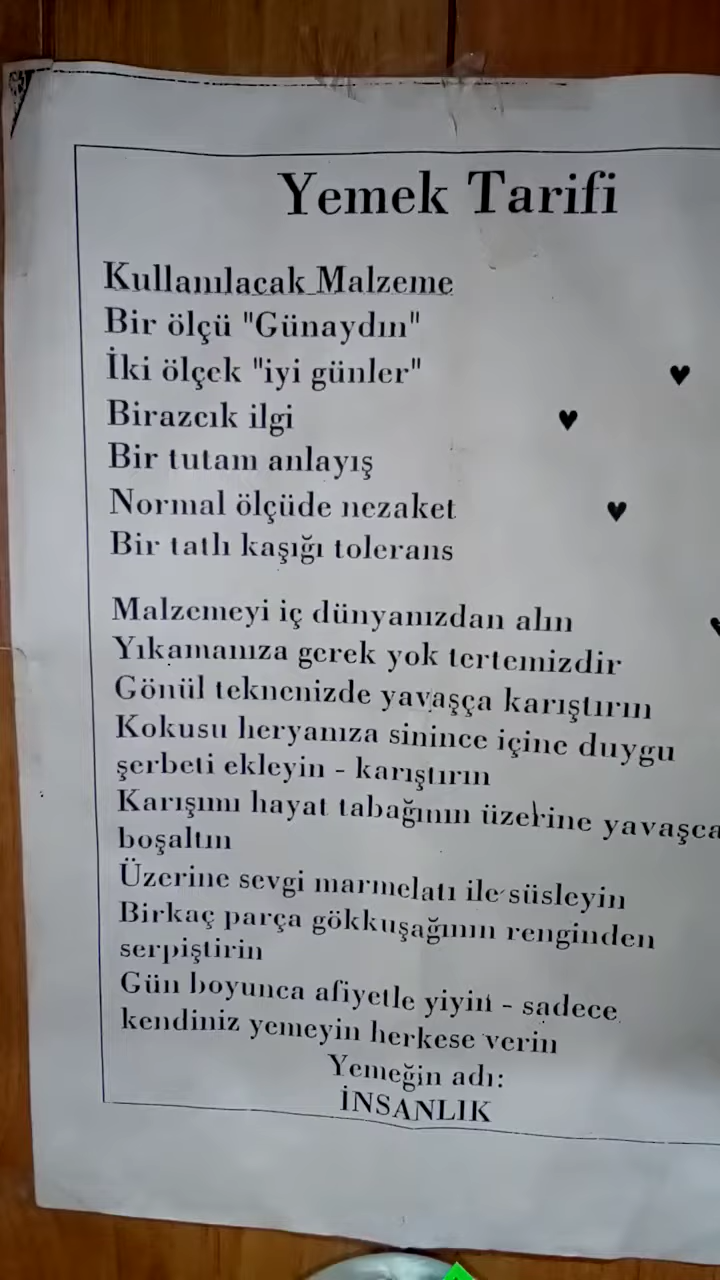 Yemek Tarifi
Kullanılacak Malzeme
Bir ölçü "Günaydın"
İki ölçek "iyi günler"
Birazcık ilgi
Bir tutam anlayış
Normal ölçüde nezaket
Bir tatlı kaşığı tolerans
Malzemeyi iç dünyanızdan alın
Yıkamanıza gerek yok tertemizdir
Gönül teknenizde yavaşça karıştırın
Kokusu heryanıza sinince içine duygu
şerbeti ekleyin - karıştırın
Karışımı hayat tabağının üzerine yavaşca
boşaltın
Üzerine sevgi marmelatı ile süsleyin
Birkaç parça gökkuşağının renginden
serpiştirin
Gün boyunca afiyetle yiyin - sadece
kendiniz yemeyin herkese verin
Yemeğin adı:
İNSANLIK